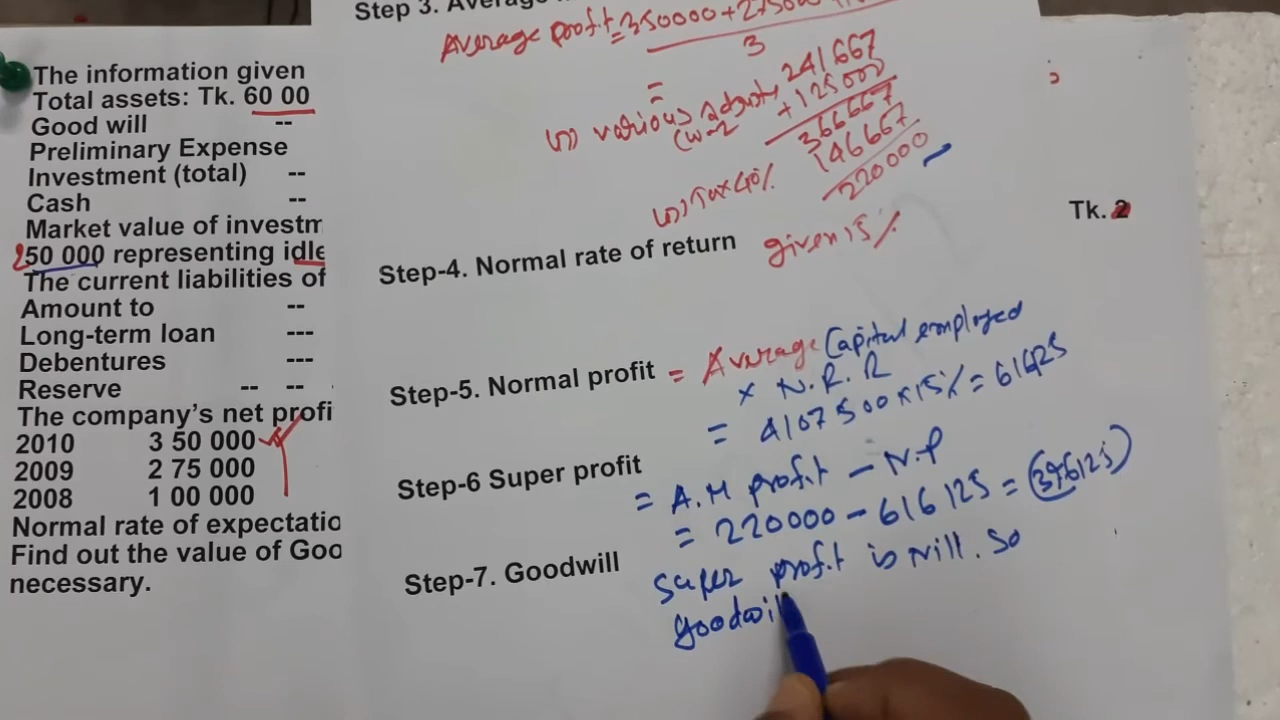 The information given
Total assets: Tk. 60 00
Good will --
Preliminary Expense
Investment (total) --
Cash --
Market value of investm
250 000 representing idle
The current liabilities of
Amount to --
Long-term loan ---
Debentures ---
Reserve -- --
The company's net profi
2010 3 50 000
2009 2 75 000
2008 1 00 000
Normal rate of expectatio
Find out the value of Goo
necessary.
Step 3. Average
Average profit = 350000 + 275000
3
=
241667
various adjust
+125000
(W-2
366667
Tax 40% 146667
220000
Tk. 2
Step-4. Normal rate of return given 15%
Step-5. Normal profit = Average Capital employed
× N.R.R
= 4107500 × 15% =
Step-6 Super profit
= A.M profit - N.P
= 220000 - 616125 = (396125)
Step-7. Goodwill
Super profit is Nill. So
goodwil